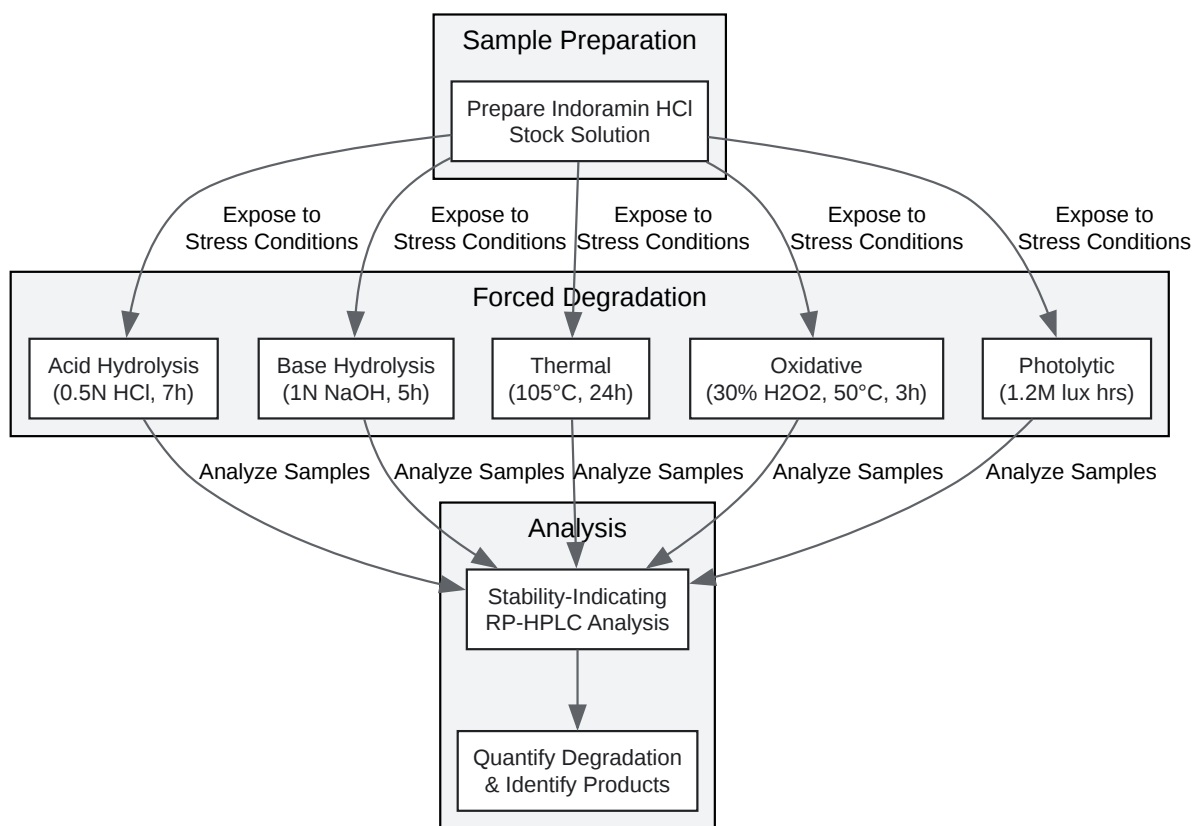 Sample Preparation
Prepare Indoramin HCl
Stock Solution
Expose to
Stress Conditions
Expose to
Stress Conditions
Expose to
Stress Conditions
Expose to
Stress Conditions
Expose to
Stress Conditions
Forced Degradation
Acid Hydrolysis
(0.5N HCl, 7h)
Base Hydrolysis
(1N NaOH, 5h)
Thermal
(105°C, 24h)
Oxidative
(30% H2O2, 50°C, 3h)
Photolytic
(1.2M lux hrs)
Analyze Samples
Analyze Samples
Analyze Samples
Analyze Samples
Analyze Samples
Analysis
Stability-Indicating
RP-HPLC Analysis
Quantify Degradation
& Identify Products